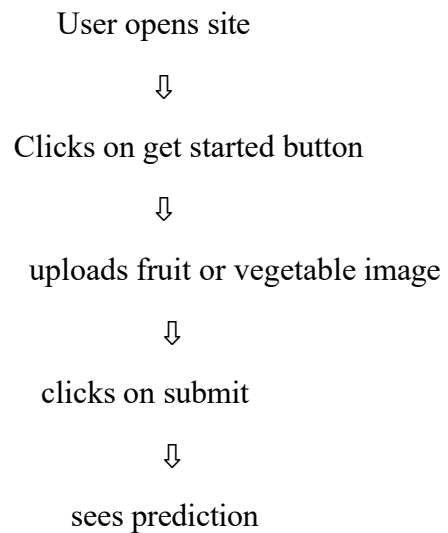 User opens site
⇩
Clicks on get started button
⇩
uploads fruit or vegetable image
⇩
clicks on submit
⇩
sees prediction